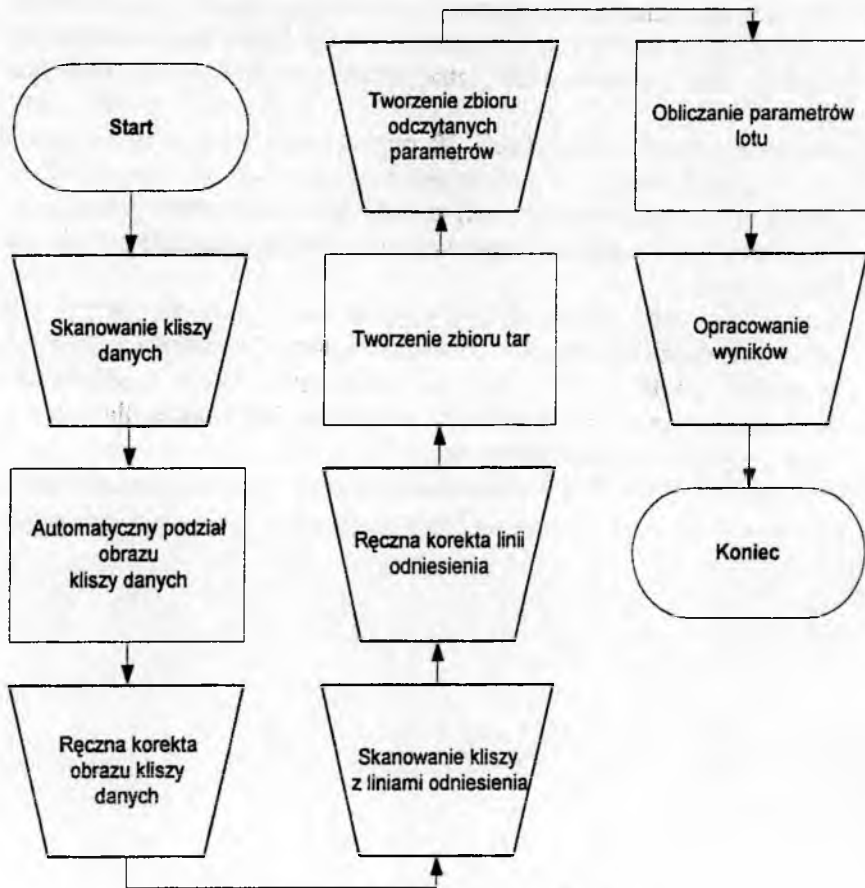 Start
Skanowanie kliszy
danych
Automatyczny podział
obrazu
kliszy danych
Ręczna korekta
obrazu kliszy
danych
Skanowanie kliszy
z liniami odniesienia
Ręczna korekta linii
odniesienia
Tworzenie zbioru tar
Tworzenie zbioru
odczytanych
parametrów
Obliczanie parametrów
lotu
Opracowanie
wyników
Koniec